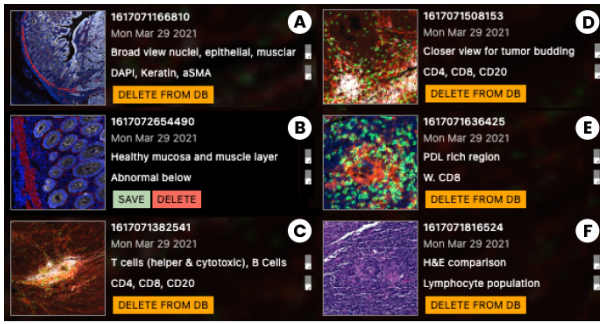 A
1617071166810
Mon Mar 29 2021
Broad view nuclei, epithelial, muscular
DAPI, Keratin, aSMA
DELETE FROM DB
B
1617072654490
Mon Mar 29 2021
Healthy mucosa and muscle layer
Abnormal below
SAVE DELETE
C
1617071382541
Mon Mar 29 2021
T cells (helper & cytotoxic), B Cells
CD4, CD8, CD20
DELETE FROM DB
D
1617071508153
Mon Mar 29 2021
Closer view for tumor budding
CD4, CD8, CD20
DELETE FROM DB
E
1617071636425
Mon Mar 29 2021
PDL rich region
W. CD8
DELETE FROM DB
F
1617071816524
Mon Mar 29 2021
H&E comparison
Lymphocyte population
DELETE FROM DB